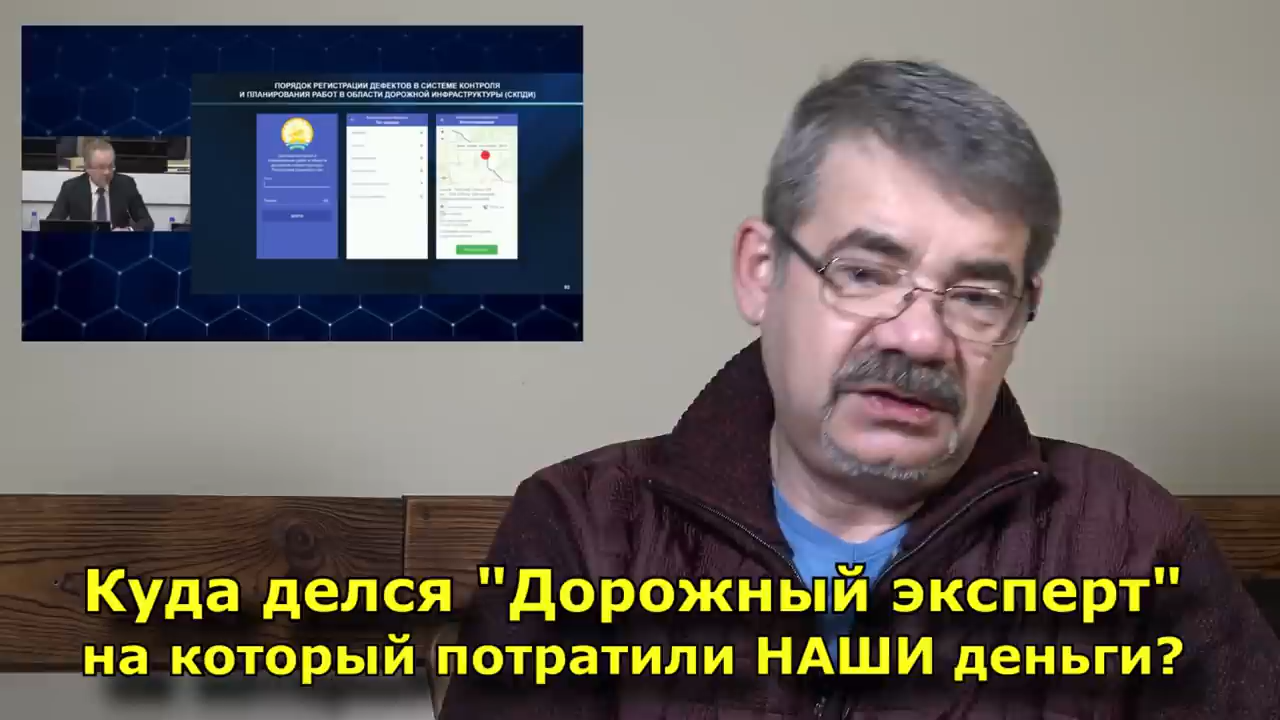 ПОРЯДОК РЕГИСТРАЦИИ ДЕФЕКТОВ В СИСТЕМЕ КОНТРОЛЯ
И ПЛАНИРОВАНИЯ РАБОТ В ОБЛАСТИ ДОРОЖНОЙ ИНФРАСТРУКТУРЫ (СКПДИ)
Куда делся "Дорожный эксперт"
на который потратили НАШИ деньги?